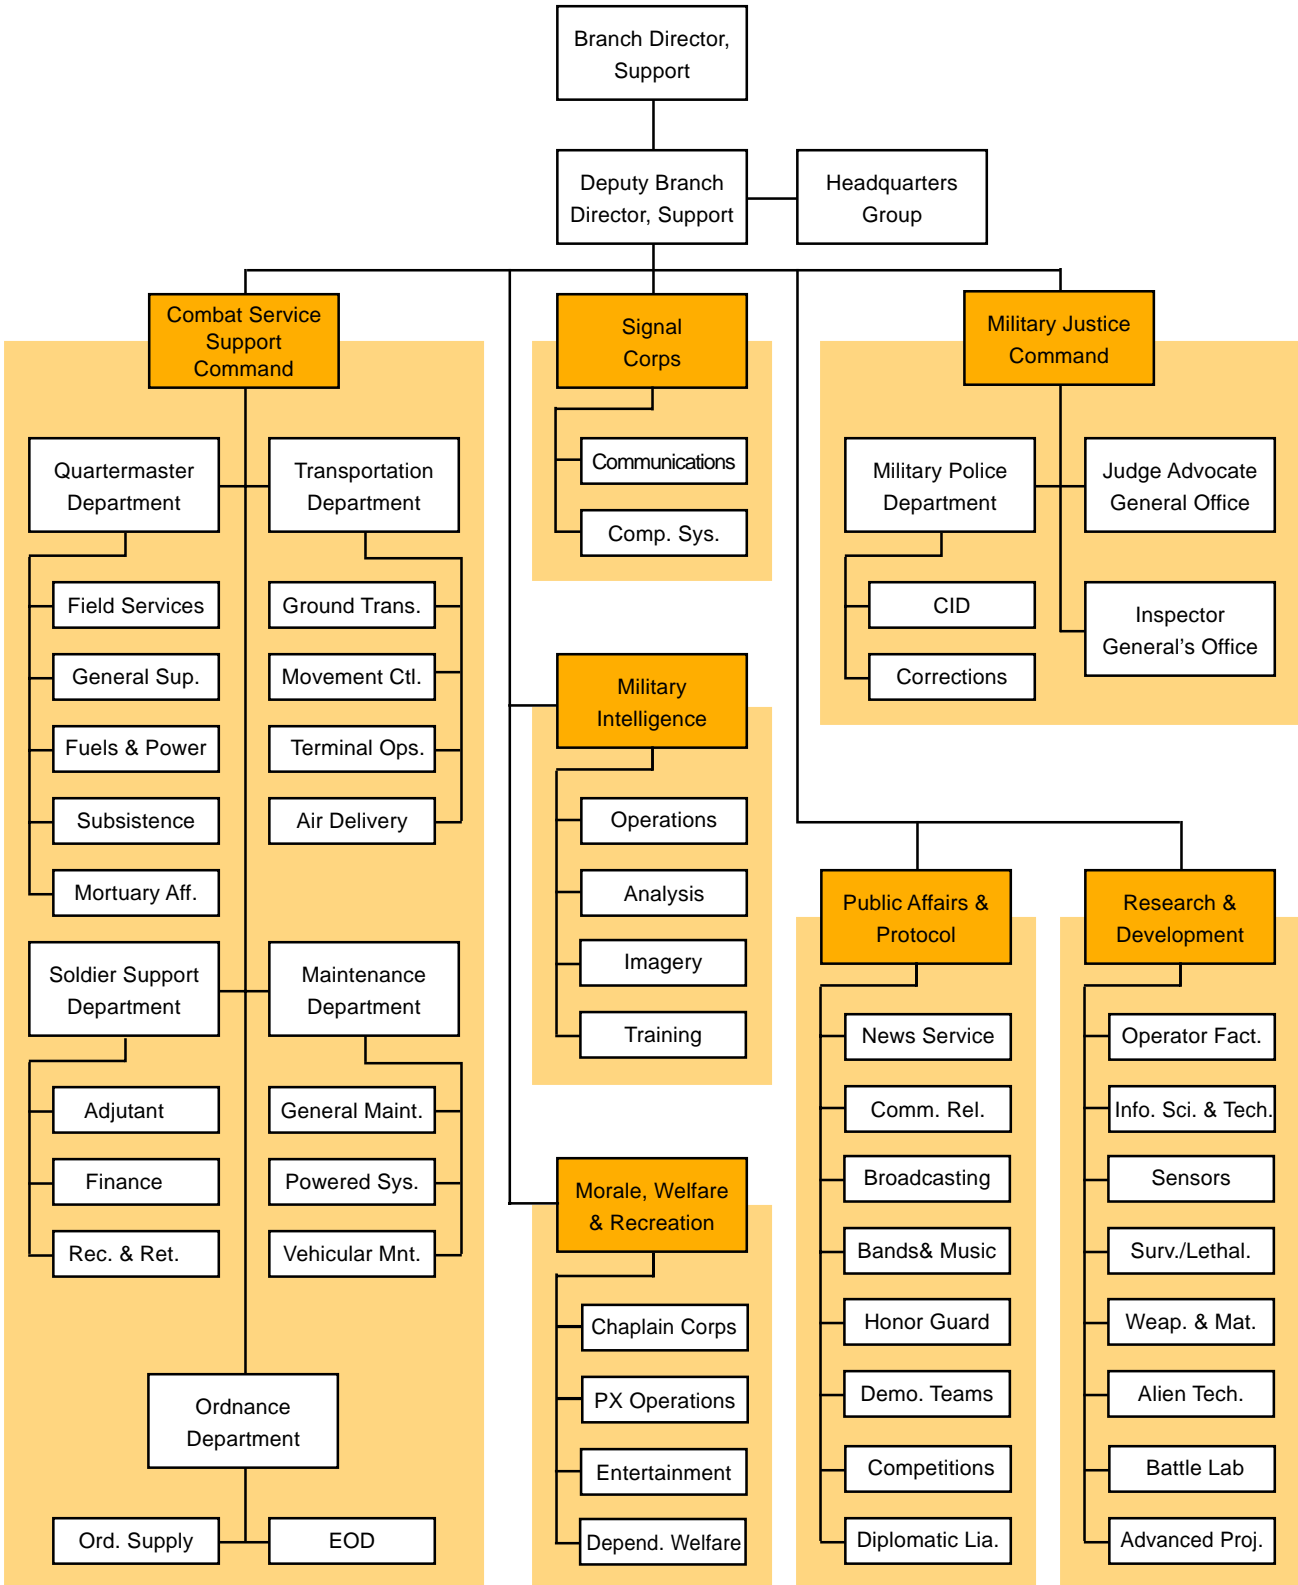 Branch Director,
Support
Deputy Branch
Director, Support
Headquarters
Group
Combat Service
Support
Command
Quartermaster
Department
Field Services
General Sup.
Fuels & Power
Subsistence
Mortuary Aff.
Transportation
Department
Ground Trans.
Movement Ctl.
Terminal Ops.
Air Delivery
Soldier Support
Department
Adjutant
Finance
Rec. & Ret.
Maintenance
Department
General Maint.
Powered Sys.
Vehicular Mnt.
Ordnance
Department
Ord. Supply
EOD
Signal
Corps
Communications
Comp. Sys.
Military
Intelligence
Operations
Analysis
Imagery
Training
Morale, Welfare
& Recreation
Chaplain Corps
PX Operations
Entertainment
Depend. Welfare
Military Justice
Command
Military Police
Department
CID
Corrections
Judge Advocate
General Office
Inspector
General’s Office
Public Affairs &
Protocol
News Service
Comm. Rel.
Broadcasting
Bands& Music
Honor Guard
Demo. Teams
Competitions
Diplomatic Lia.
Research &
Development
Operator Fact.
Info. Sci. & Tech.
Sensors
Surv./Lethal.
Weap. & Mat.
Alien Tech.
Battle Lab
Advanced Proj.